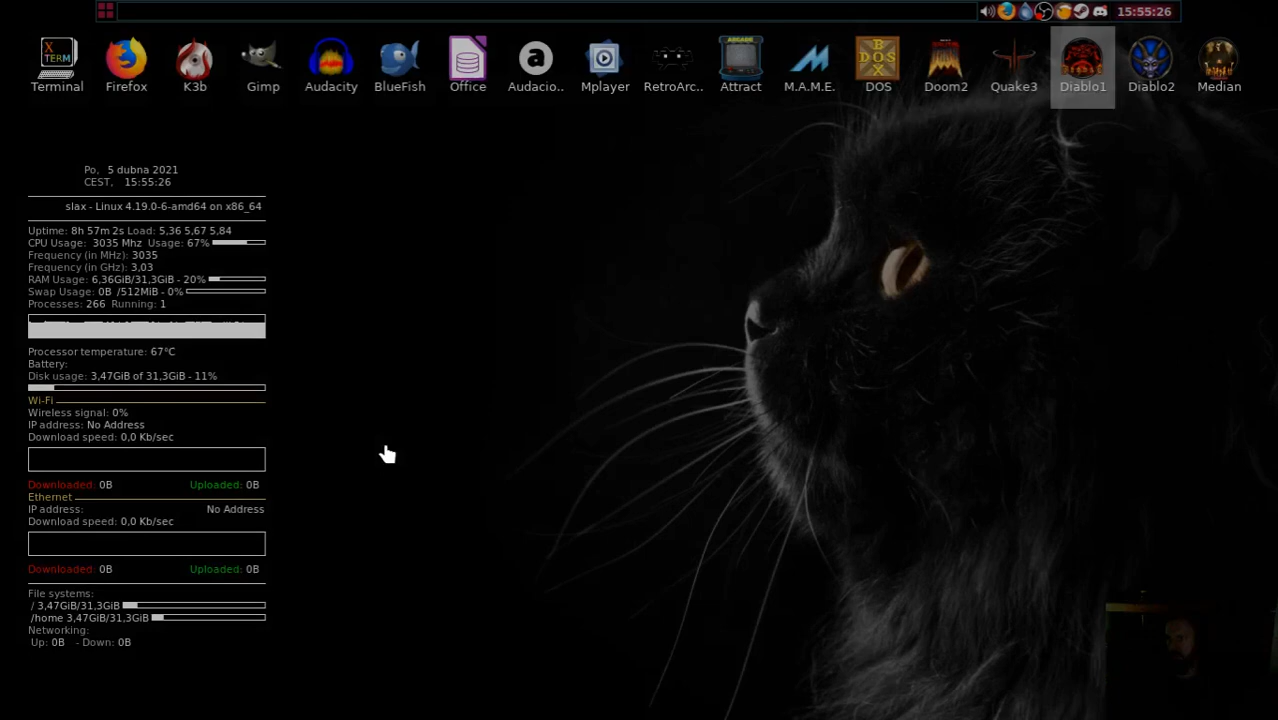 15:55:26
Terminal Firefox K3b Gimp Audacity BlueFish Office Audacio.. Mplayer RetroArc.. Attract M.A.M.E. DOS Doom2 Quake3 Diablo1 Diablo2 Median
Po, 5 dubna 2021
CEST, 15:55:26
slax - Linux 4.19.0-6-amd64 on x86_64
Uptime: 8h 57m 2s Load: 5,36 5,67 5,84
CPU Usage: 3035 Mhz Usage: 67%
Frequency (in MHz): 3035
Frequency (in GHz): 3,03
RAM Usage: 6,36GiB/31,3GiB - 20%
Swap Usage: 0B /512MiB - 0%
Processes: 266 Running: 1
Processor temperature: 67°C
Battery:
Disk usage: 3,47GiB of 31,3GiB - 11%
Wi-Fi
Wireless signal: 0%
IP address: No Address
Download speed: 0,0 Kb/sec
Downloaded: 0B Uploaded: 0B
Ethernet
IP address: No Address
Download speed: 0,0 Kb/sec
Downloaded: 0B Uploaded: 0B
File systems:
/ 3,47GiB/31,3GiB
/home 3,47GiB/31,3GiB
Networking:
Up: 0B - Down: 0B